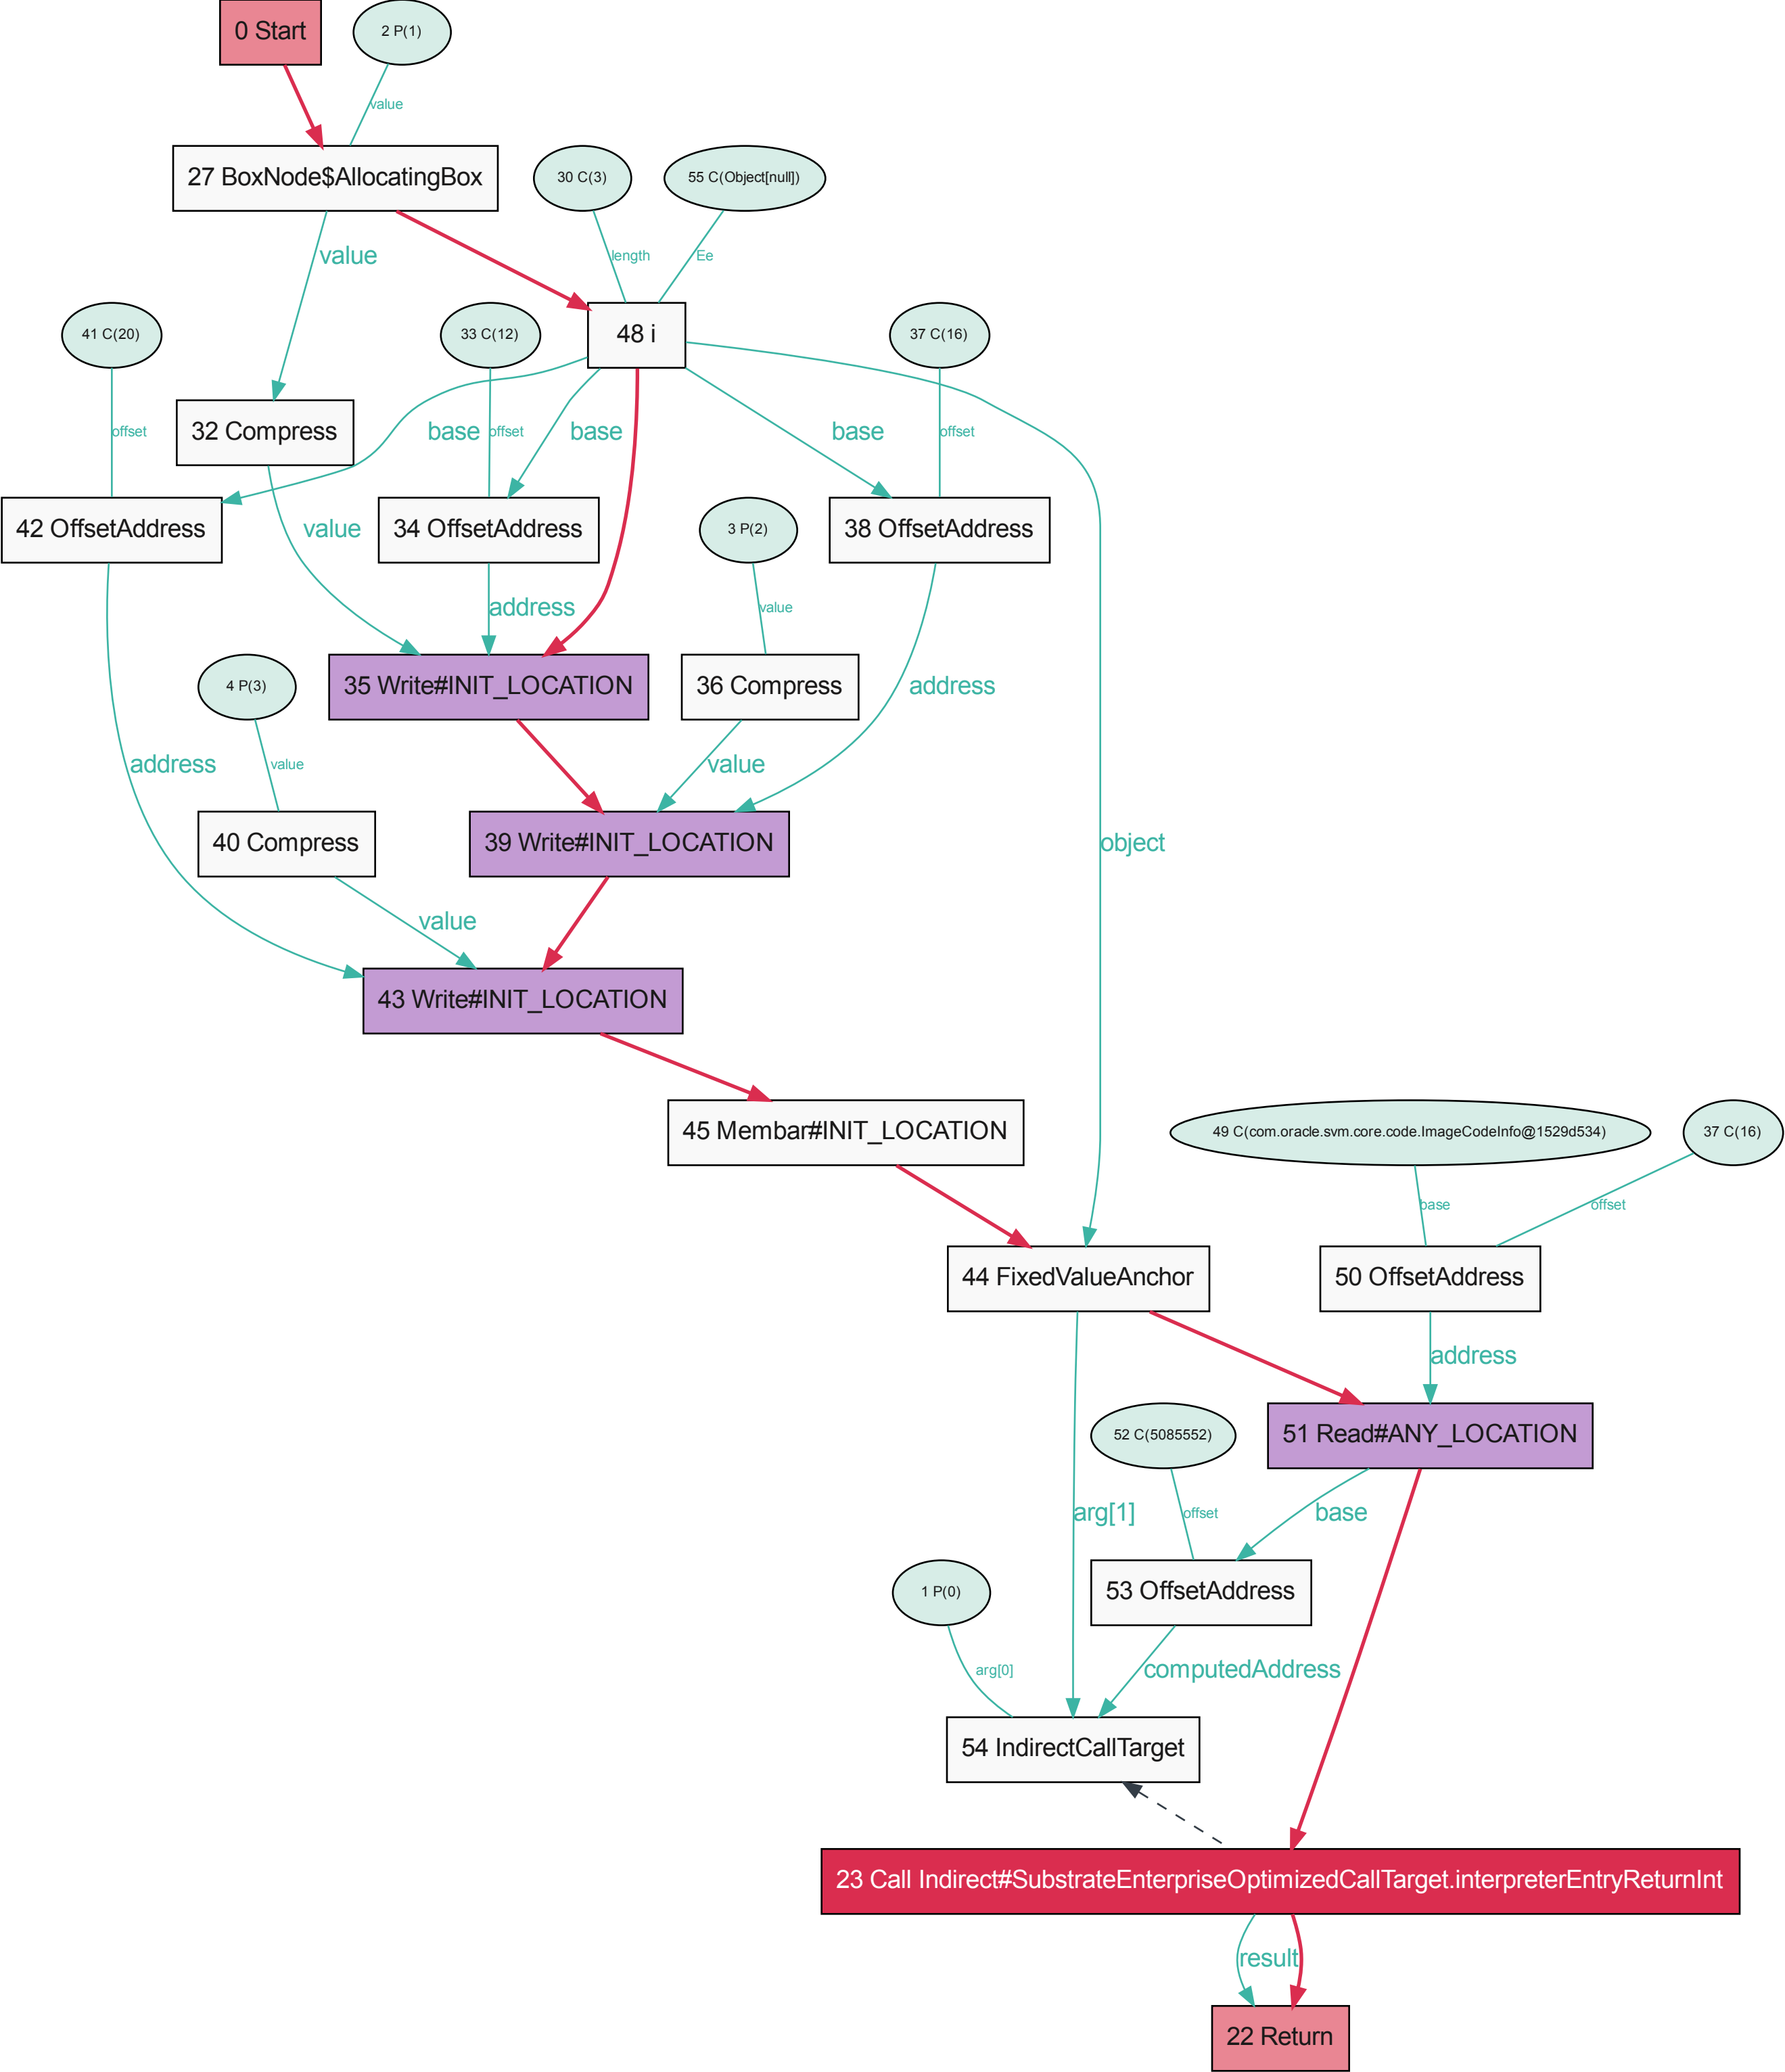 0 Start
2 P(1)
value
27 BoxNode$AllocatingBox
30 C(3)
55 C(Object[null])
value
length
Ee
41 C(20)
33 C(12)
48 i
37 C(16)
offset
32 Compress
base
offset
base
base
offset
42 OffsetAddress
value
34 OffsetAddress
3 P(2)
38 OffsetAddress
address
value
4 P(3)
35 Write#INIT_LOCATION
36 Compress
address
address
value
value
40 Compress
39 Write#INIT_LOCATION
object
value
43 Write#INIT_LOCATION
45 Membar#INIT_LOCATION
49 C(com.oracle.svm.core.code.ImageCodeInfo@1529d534)
37 C(16)
base
offset
44 FixedValueAnchor
50 OffsetAddress
address
52 C(5085552)
51 Read#ANY_LOCATION
arg[1]
offset
base
1 P(0)
53 OffsetAddress
arg[0]
computedAddress
54 IndirectCallTarget
23 Call Indirect#SubstrateEnterpriseOptimizedCallTarget.interpreterEntryReturnInt
result
22 Return